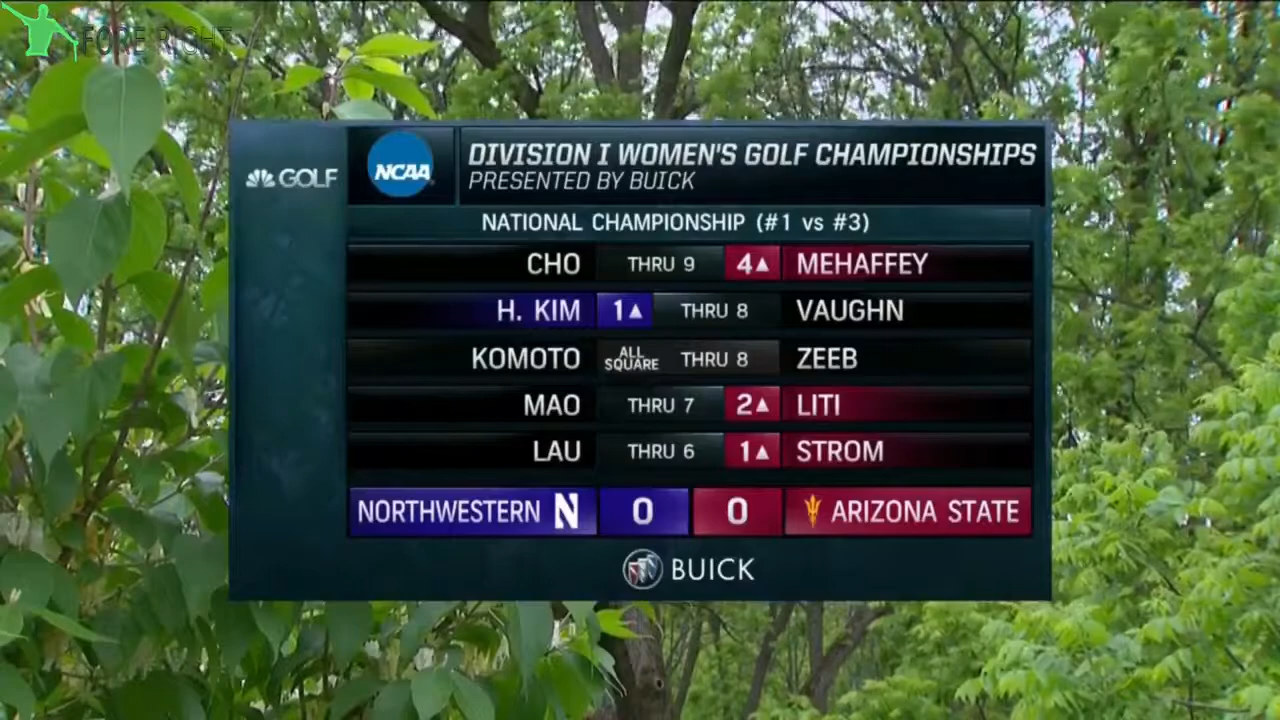 FORE RIGHT
DIVISION I WOMEN'S GOLF CHAMPIONSHIPS
GOLF NCAA PRESENTED BY BUICK
NATIONAL CHAMPIONSHIP (#1 vs #3)
CHO THRU 9 4▲ MEHAFFEY
H. KIM 1▲ THRU 8 VAUGHN
KOMOTO ALL SQUARE THRU 8 ZEEB
MAO THRU 7 2▲ LITI
LAU THRU 6 1▲ STROM
NORTHWESTERN N 0 0 ARIZONA STATE
BUICK